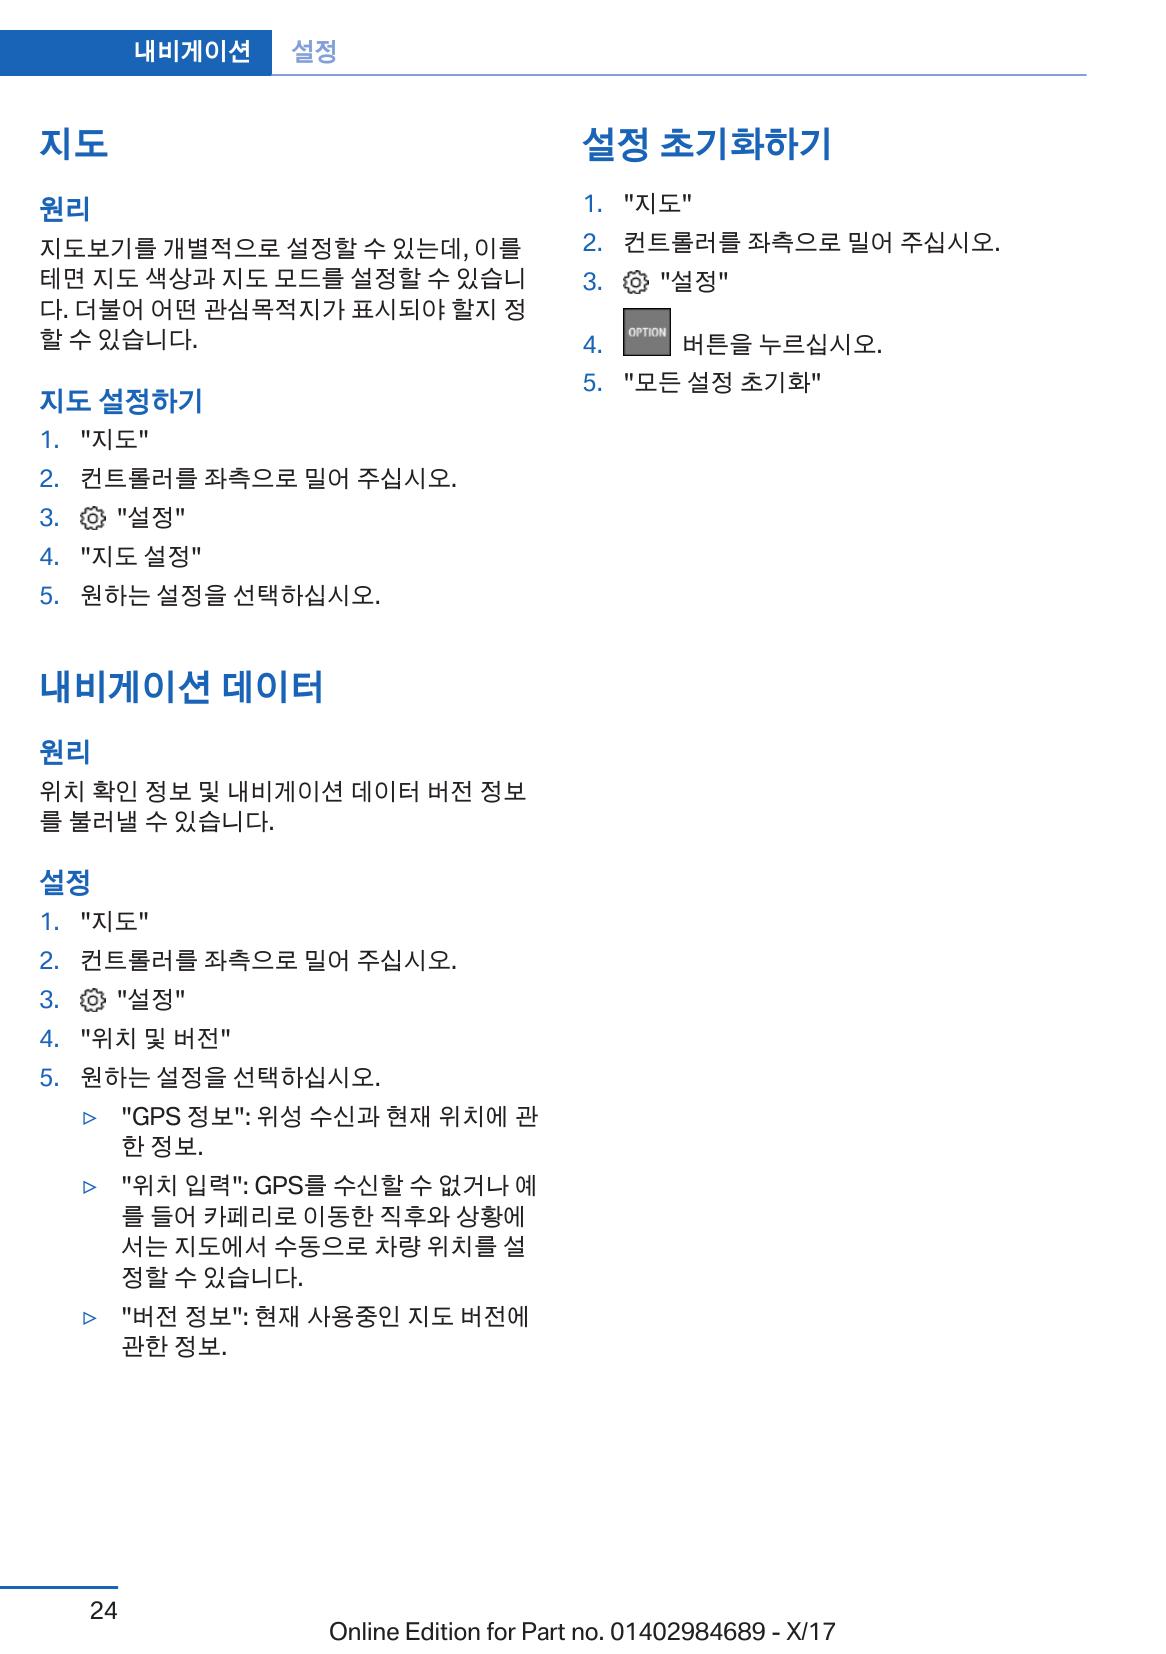 내비게이션 설정
지도
원리
지도보기를 개별적으로 설정할 수 있는데, 이를
테면 지도 색상과 지도 모드를 설정할 수 있습니
다. 더불어 어떤 관심목적지가 표시되야 할지 정
할 수 있습니다.
지도 설정하기
1. "지도"
2. 컨트롤러를 좌측으로 밀어 주십시오.
3. "설정"
4. "지도 설정"
5. 원하는 설정을 선택하십시오.
내비게이션 데이터
원리
위치 확인 정보 및 내비게이션 데이터 버전 정보
를 불러낼 수 있습니다.
설정
1. "지도"
2. 컨트롤러를 좌측으로 밀어 주십시오.
3. "설정"
4. "위치 및 버전"
5. 원하는 설정을 선택하십시오.
▷ "GPS 정보": 위성 수신과 현재 위치에 관
한 정보.
▷ "위치 입력": GPS를 수신할 수 없거나 예
를 들어 카페리로 이동한 직후와 상황에
서는 지도에서 수동으로 차량 위치를 설
정할 수 있습니다.
▷ "버전 정보": 현재 사용중인 지도 버전에
관한 정보.
설정 초기화하기
1. "지도"
2. 컨트롤러를 좌측으로 밀어 주십시오.
3. "설정"
4. OPTION 버튼을 누르십시오.
5. "모든 설정 초기화"
24
Online Edition for Part no. 01402984689 - X/17